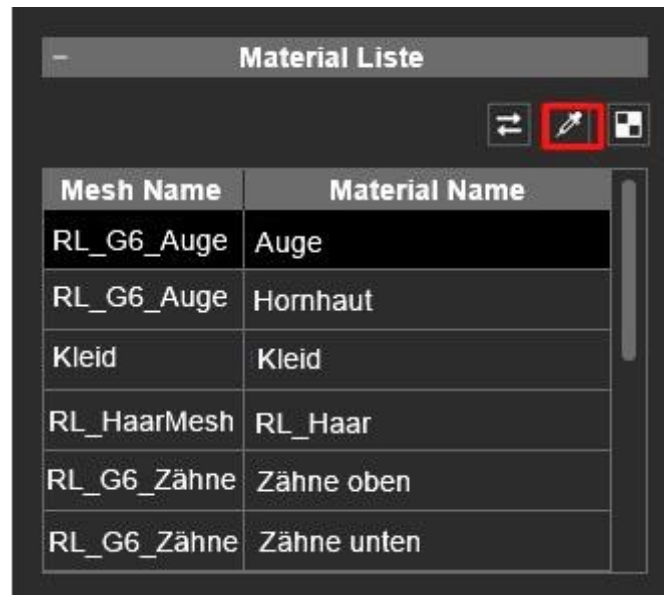 Material Liste
Mesh Name Material Name
RL_G6_Auge Auge
RL_G6_Auge Hornhaut
Kleid Kleid
RL_HaarMesh RL_Haar
RL_G6_Zähne Zähne oben
RL_G6_Zähne Zähne unten